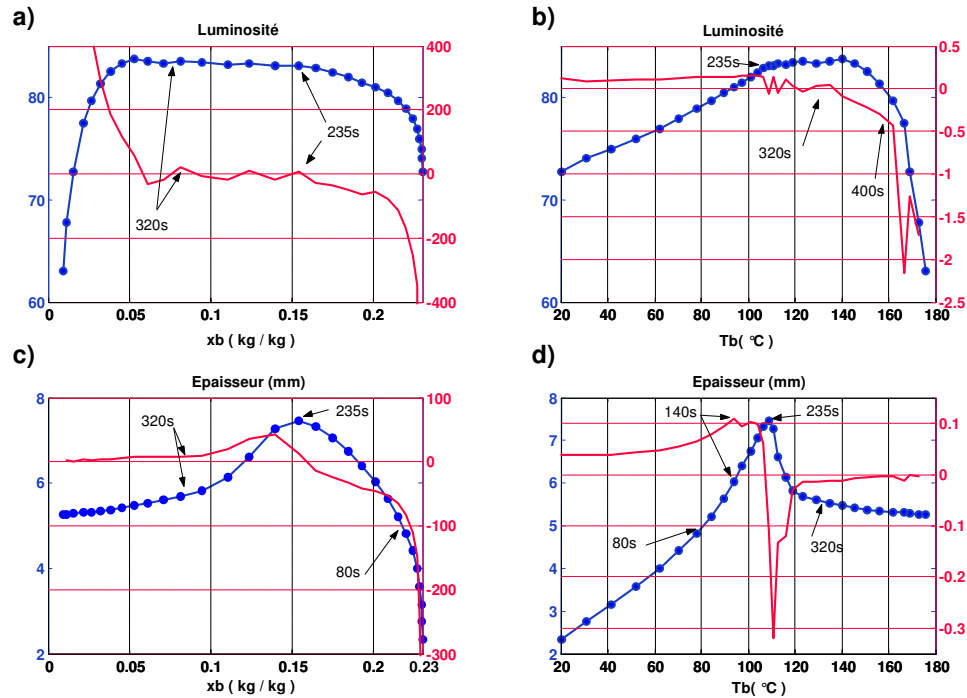 a)
Luminosité
400
80
200
235s
0
70
320s
-200
60
-400
0
0.05
0.1
0.15
0.2
0.23
xb ( kg / kg)
b)
Luminosité
0.5
235s
80
0
-0.5
320s
400s
-1
70
-1.5
-2
60
-2.5
20
40
60
80
100
120
140
160
180
Tb( °C)
c)
Epaisseur (mm)
8
100
320s
235s
0
6
-100
80s
4
-200
2
-300
0
0.05
0.1
0.15
0.2
0.23
xb ( kg / kg)
d)
Epaisseur (mm)
8
140s
235s
0.1
7
6
0
5
-0.1
80s
320s
4
-0.2
3
-0.3
2
20
40
60
80
100
120
140
160
180
Tb( °C)